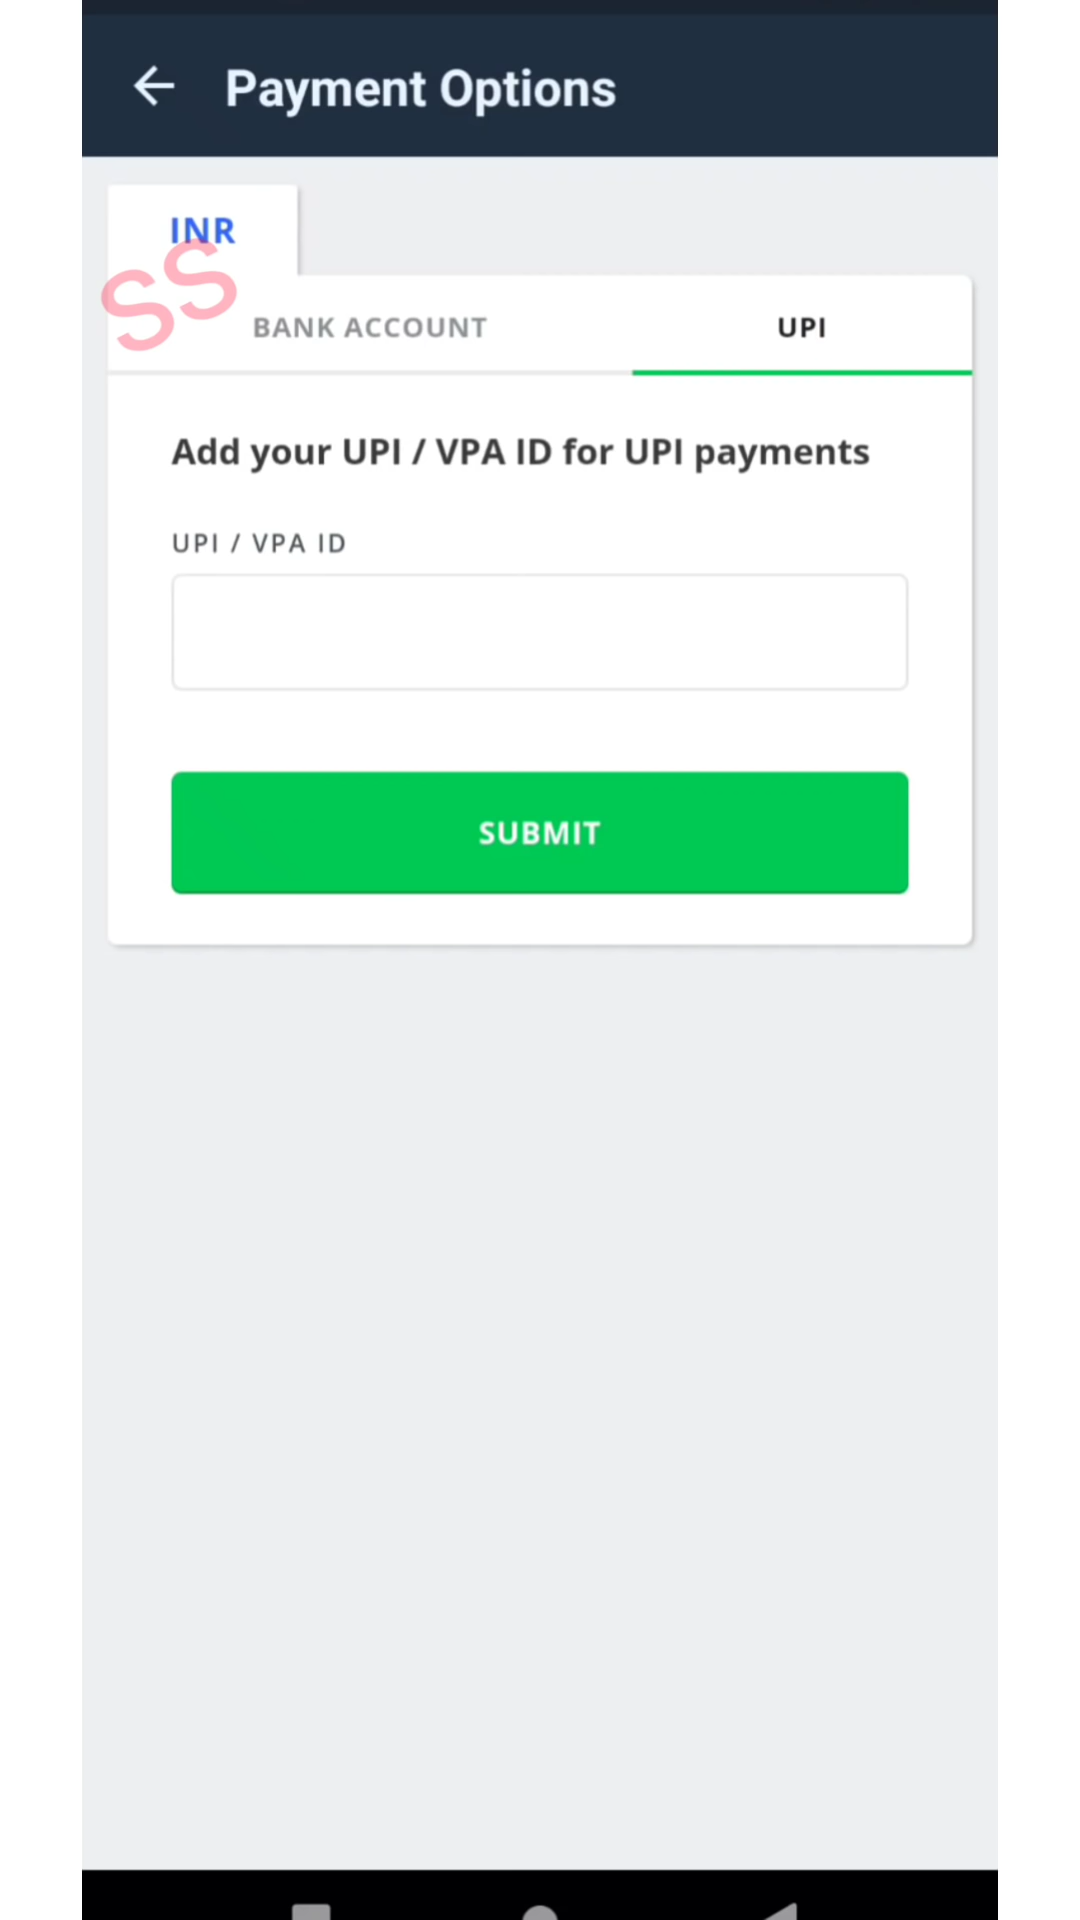 Payment Options
INR
SS
BANK ACCOUNT UPI
Add your UPI / VPA ID for UPI payments
UPI / VPA ID
SUBMIT